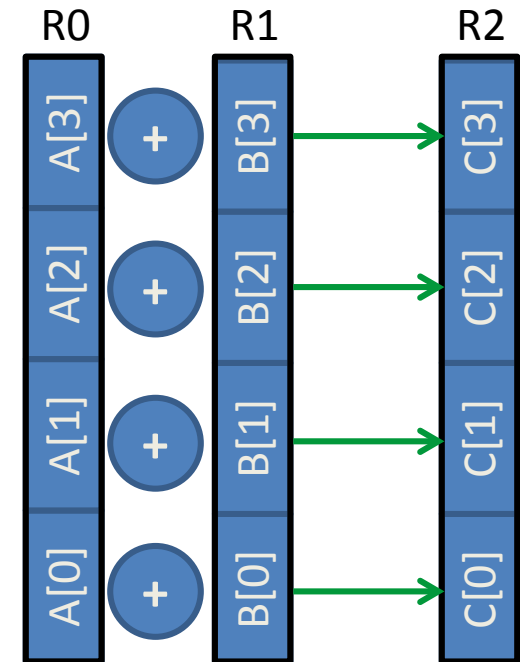 R0 R1 R2
A[3] + B[3] C[3]
A[2] + B[2] C[2]
A[1] + B[1] C[1]
A[0] + B[0] C[0]